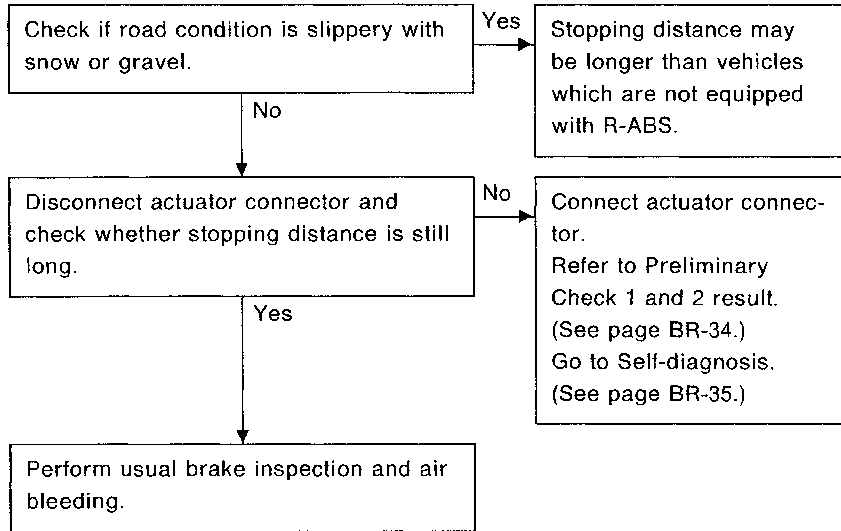 Check if road condition is slippery with
snow or gravel.
Yes
Stopping distance may
be longer than vehicles
which are not equipped
with R-ABS.
No
Disconnect actuator connector and
check whether stopping distance is still
long.
No
Connect actuator connec-
tor.
Refer to Preliminary
Check 1 and 2 result.
(See page BR-34.)
Go to Self-diagnosis.
(See page BR-35.)
Yes
Perform usual brake inspection and air
bleeding.